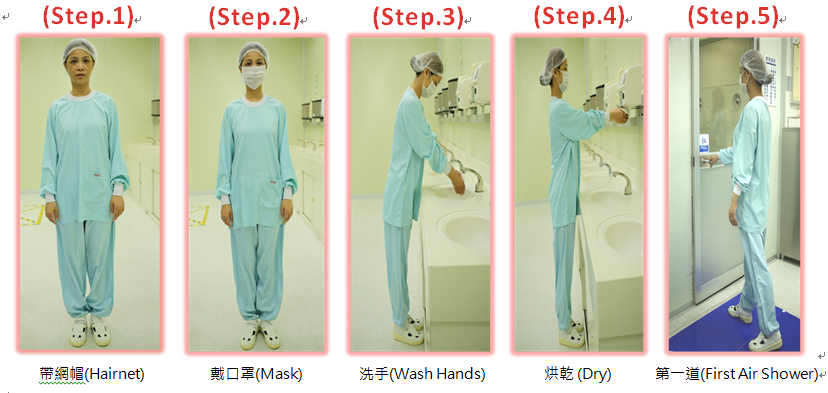 (Step.1)
(Step.2)
(Step.3)
(Step.4)
(Step.5)
帶網帽(Hairnet)
戴口罩(Mask)
洗手(Wash Hands)
烘乾 (Dry)
第一道(First Air Shower)